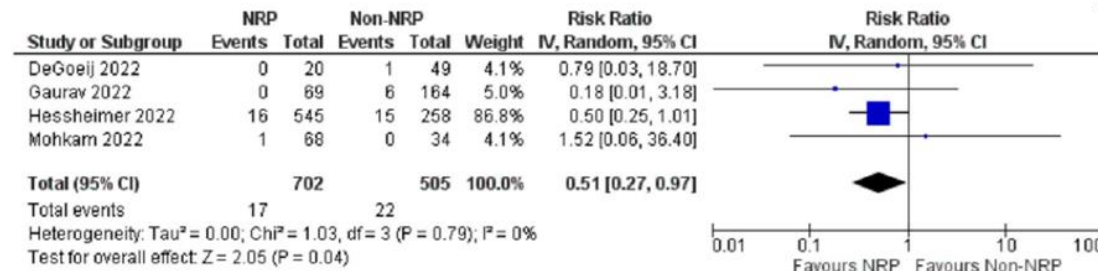 NRP Non-NRP Risk Ratio Risk Ratio
Study or Subgroup Events Total Events Total Weight IV, Random, 95% CI IV, Random, 95% CI
DeGoeij 2022 0 20 1 49 4.1% 0.79 [0.03, 18.70]
Gaurav 2022 0 69 6 164 5.0% 0.18 [0.01, 3.18]
Hessheimer 2022 16 545 15 258 86.8% 0.50 [0.25, 1.01]
Mohkam 2022 1 68 0 34 4.1% 1.52 [0.06, 36.40]
Total (95% CI) 702 505 100.0% 0.51 [0.27, 0.97]
Total events 17 22
Heterogeneity: Tau² = 0.00; Chi² = 1.03, df = 3 (P = 0.79); I² = 0%
Test for overall effect: Z = 2.05 (P = 0.04)
0.01 0.1 1 10 100
Favours NRP Favours Non-NRP